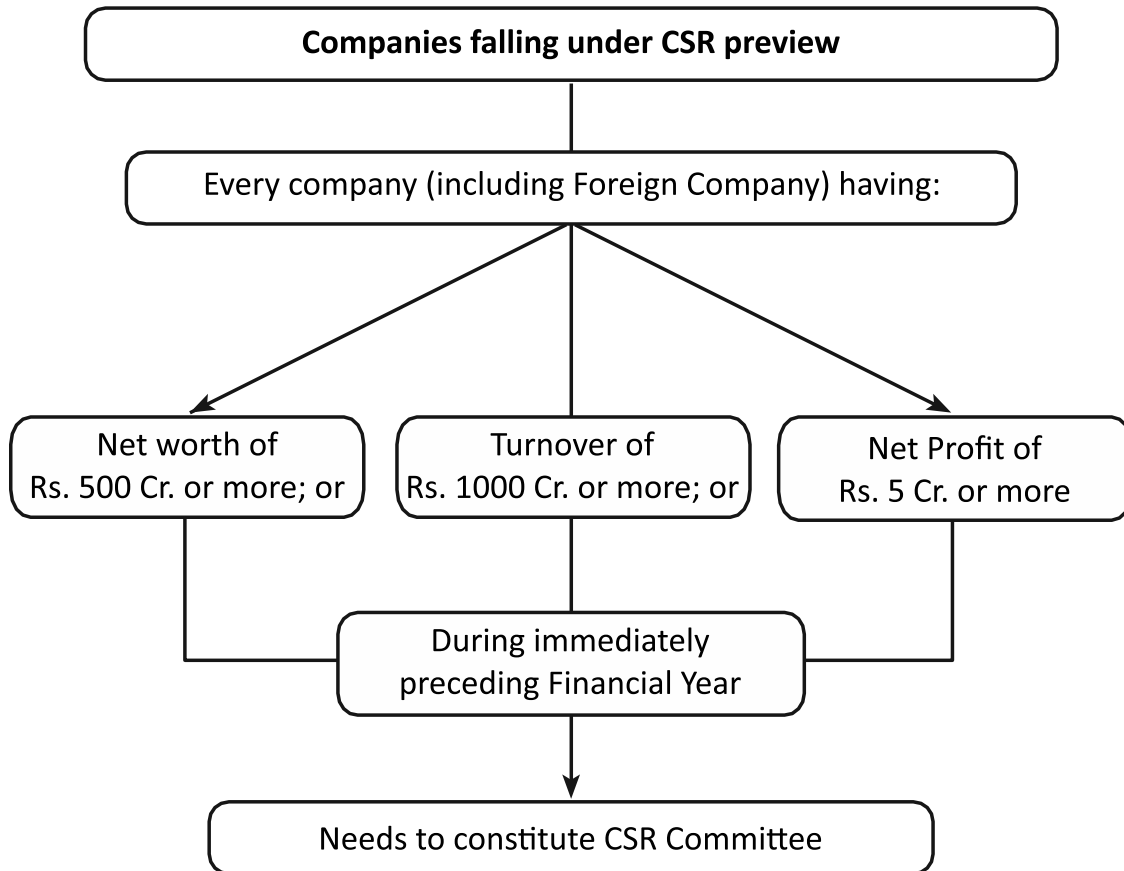 Companies falling under CSR preview
Every company (including Foreign Company) having:
Net worth of
Rs. 500 Cr. or more; or
Turnover of
Rs. 1000 Cr. or more; or
Net Profit of
Rs. 5 Cr. or more
During immediately
preceding Financial Year
Needs to constitute CSR Committee